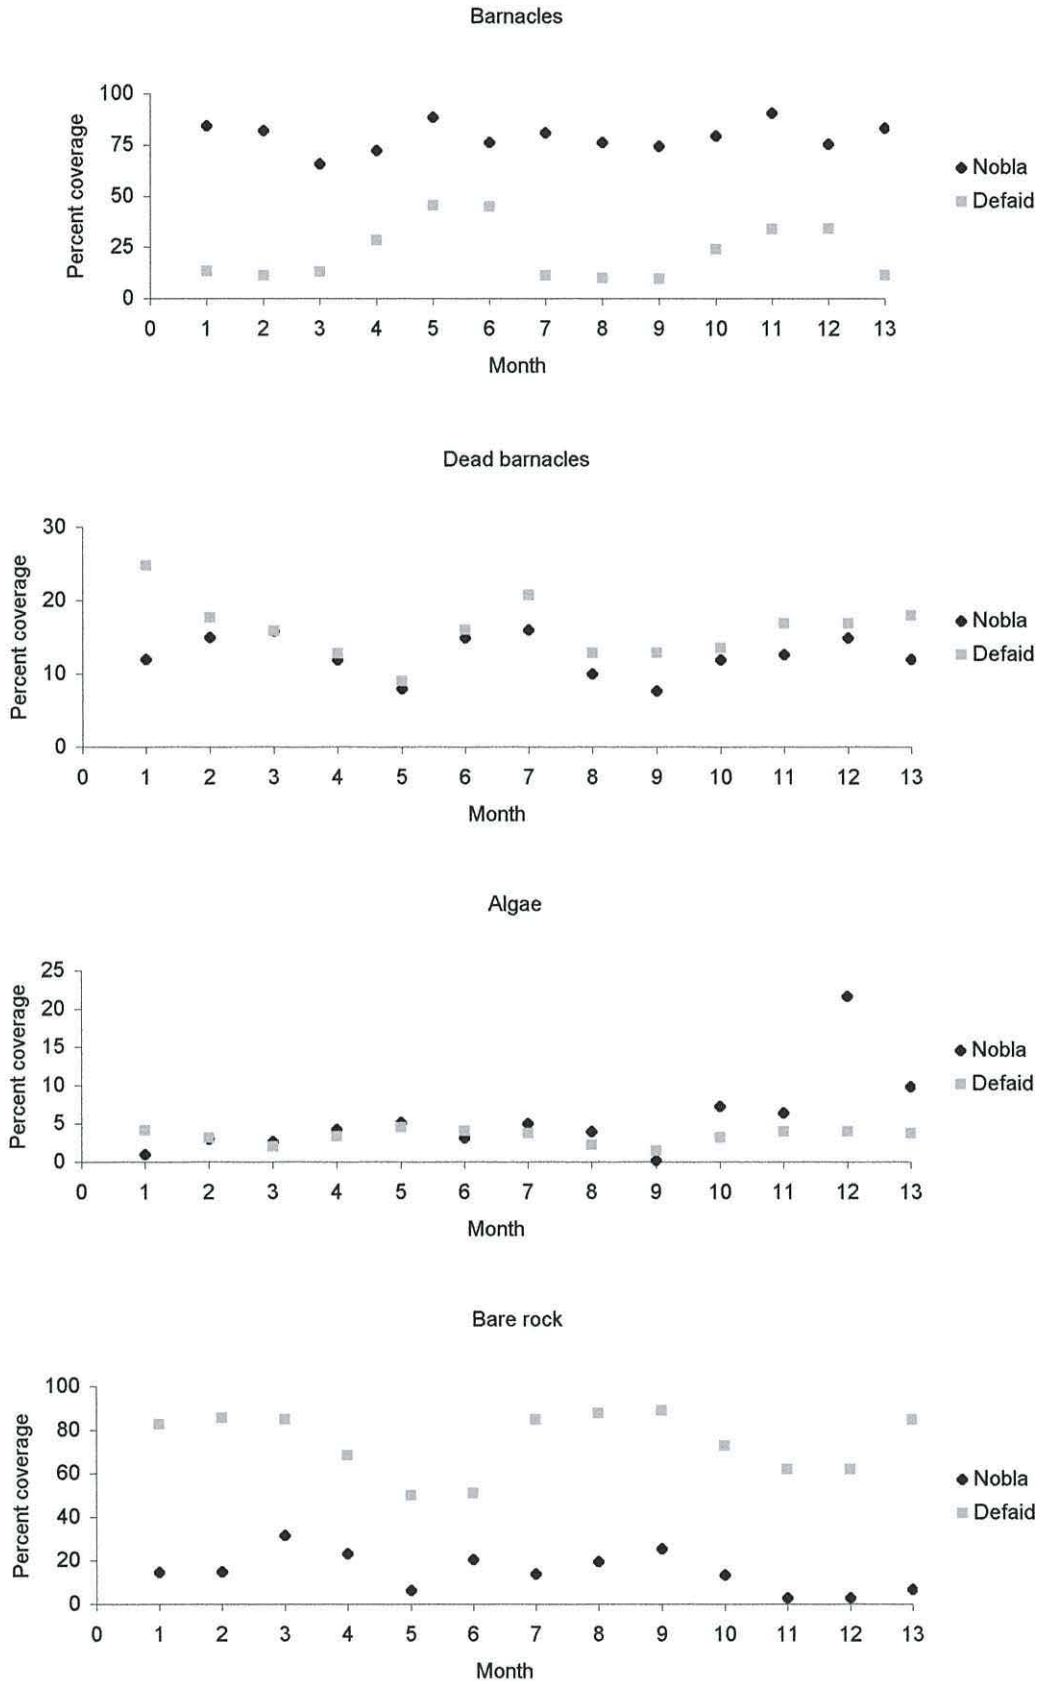 Barnacles
100
75
50
25
0
Percent coverage
0 1 2 3 4 5 6 7 8 9 10 11 12 13
Month
Nobla
Defaid
Dead barnacles
30
20
10
0
Percent coverage
0 1 2 3 4 5 6 7 8 9 10 11 12 13
Month
Nobla
Defaid
Algae
25
20
15
10
5
0
Percent coverage
0 1 2 3 4 5 6 7 8 9 10 11 12 13
Month
Nobla
Defaid
Bare rock
100
80
60
40
20
0
Percent coverage
0 1 2 3 4 5 6 7 8 9 10 11 12 13
Month
Nobla
Defaid